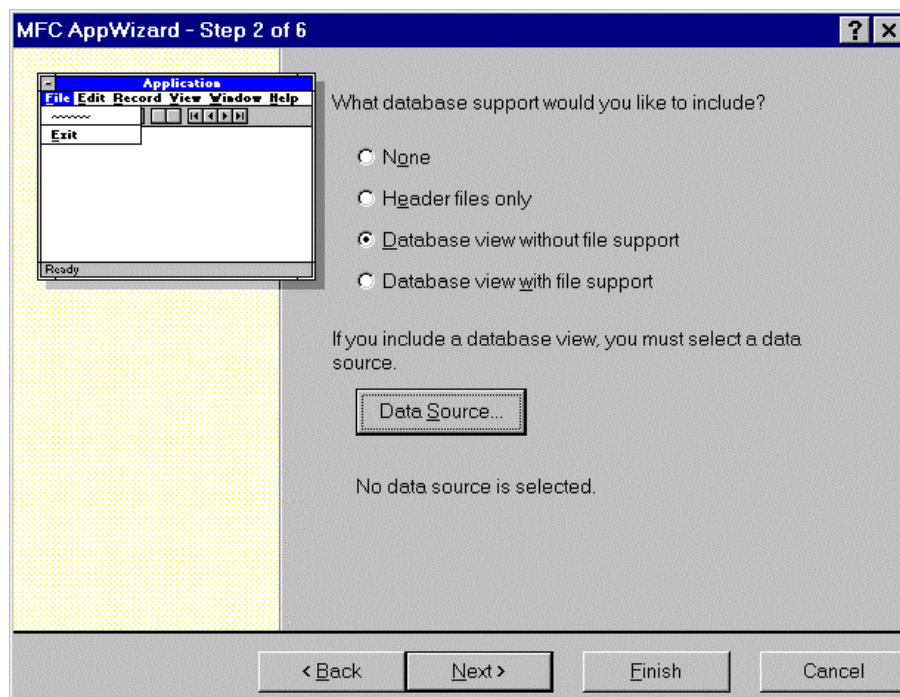 MFC AppWizard - Step 2 of 6
Application
File Edit Record View Window Help
Exit
Ready
What database support would you like to include?
None
Header files only
Database view without file support
Database view with file support
If you include a database view, you must select a data
source.
Data Source...
No data source is selected.
< Back Next > Finish Cancel